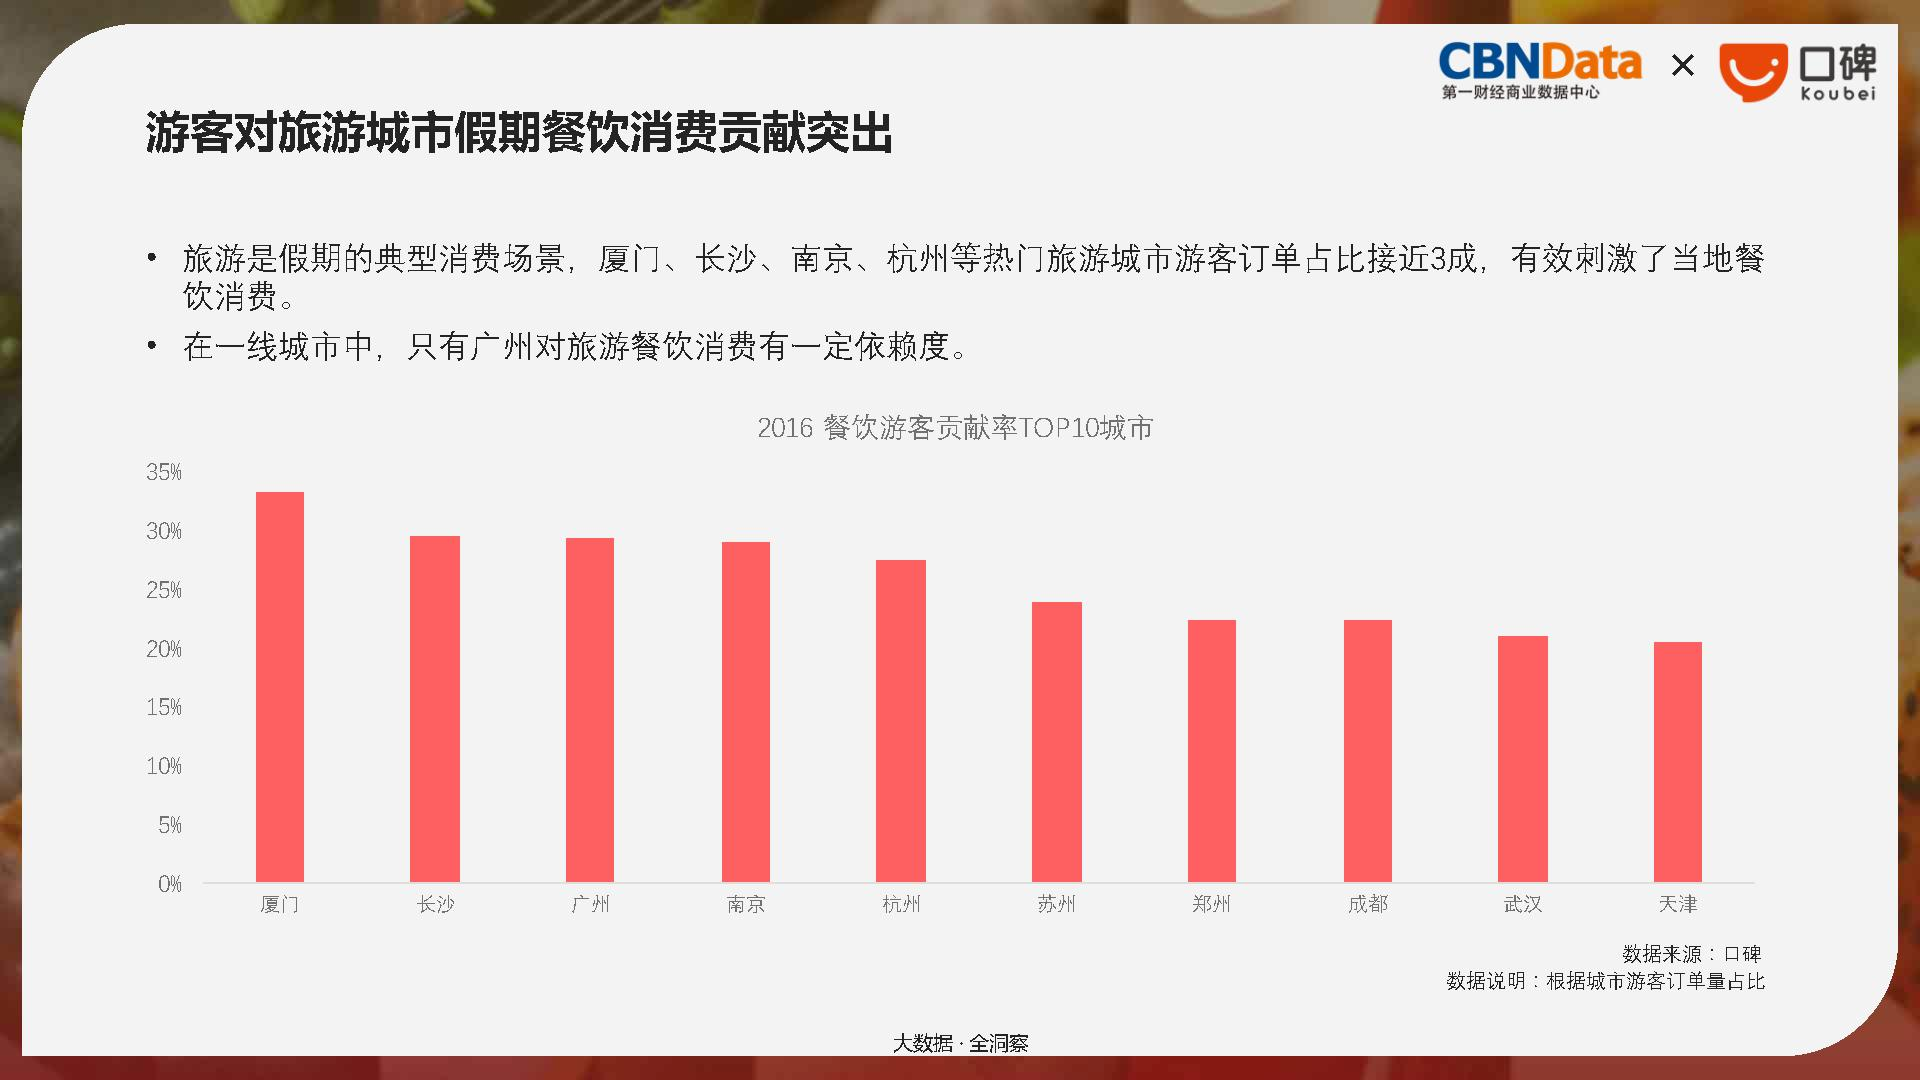 CBNData × 口碑
第一财经商业数据中心 Koubei
游客对旅游城市假期餐饮消费贡献突出
• 旅游是假期的典型消费场景，厦门、长沙、南京、杭州等热门旅游城市游客订单占比接近3成，有效刺激了当地餐
饮消费。
• 在一线城市中，只有广州对旅游餐饮消费有一定依赖度。
2016 餐饮游客贡献率TOP10城市
35%
30%
25%
20%
15%
10%
5%
0%
厦门 长沙 广州 南京 杭州 苏州 郑州 成都 武汉 天津
数据来源：口碑
数据说明：根据城市游客订单量占比
大数据·全洞察